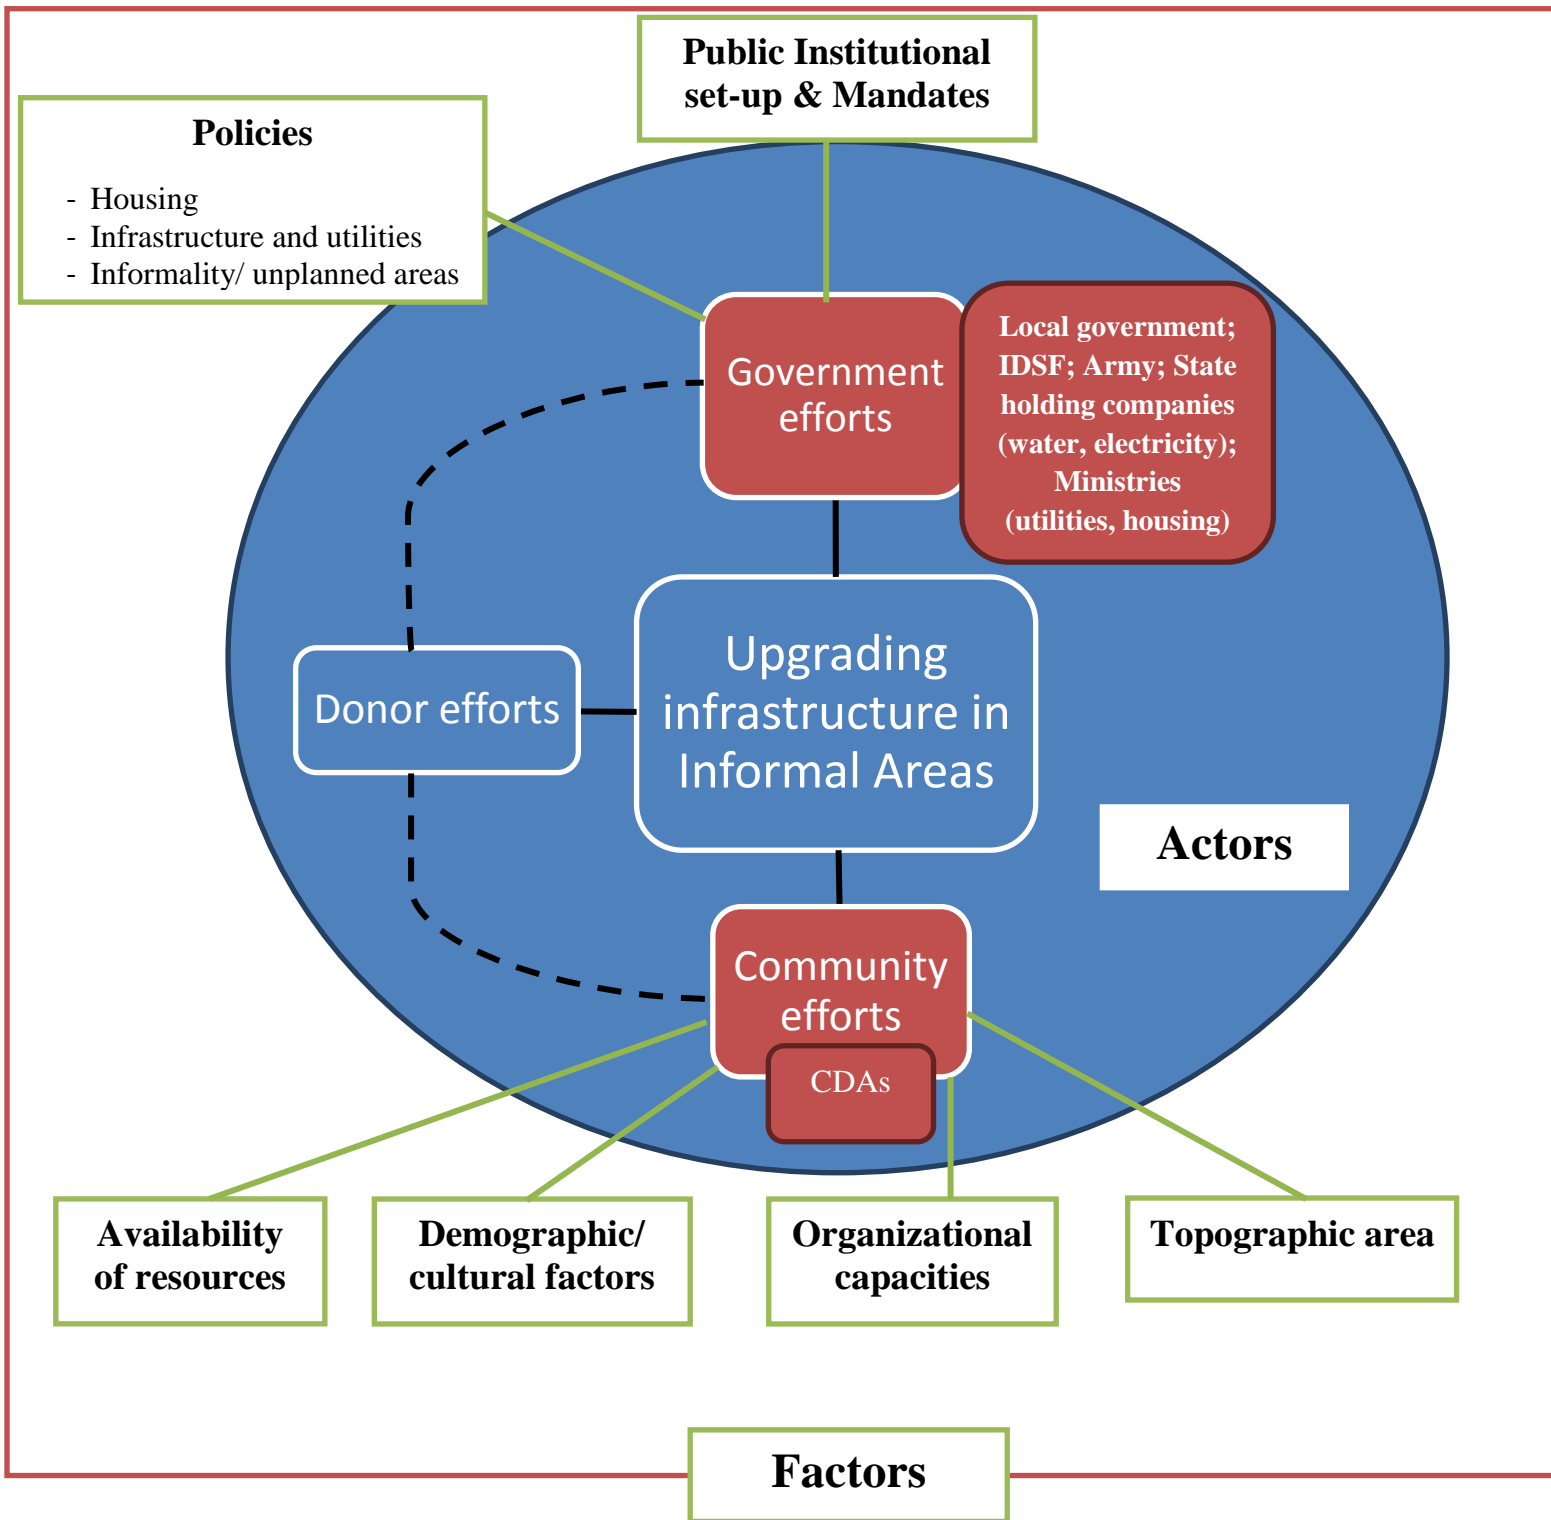 Public Institutional
set-up & Mandates
Policies
- Housing
- Infrastructure and utilities
- Informality/ unplanned areas
Government
efforts
Local government;
IDSF; Army; State
holding companies
(water, electricity);
Ministries
(utilities, housing)
Upgrading
infrastructure in
Informal Areas
Donor efforts
Actors
Community
efforts
CDAs
Availability
of resources
Demographic/
cultural factors
Organizational
capacities
Topographic area
Factors